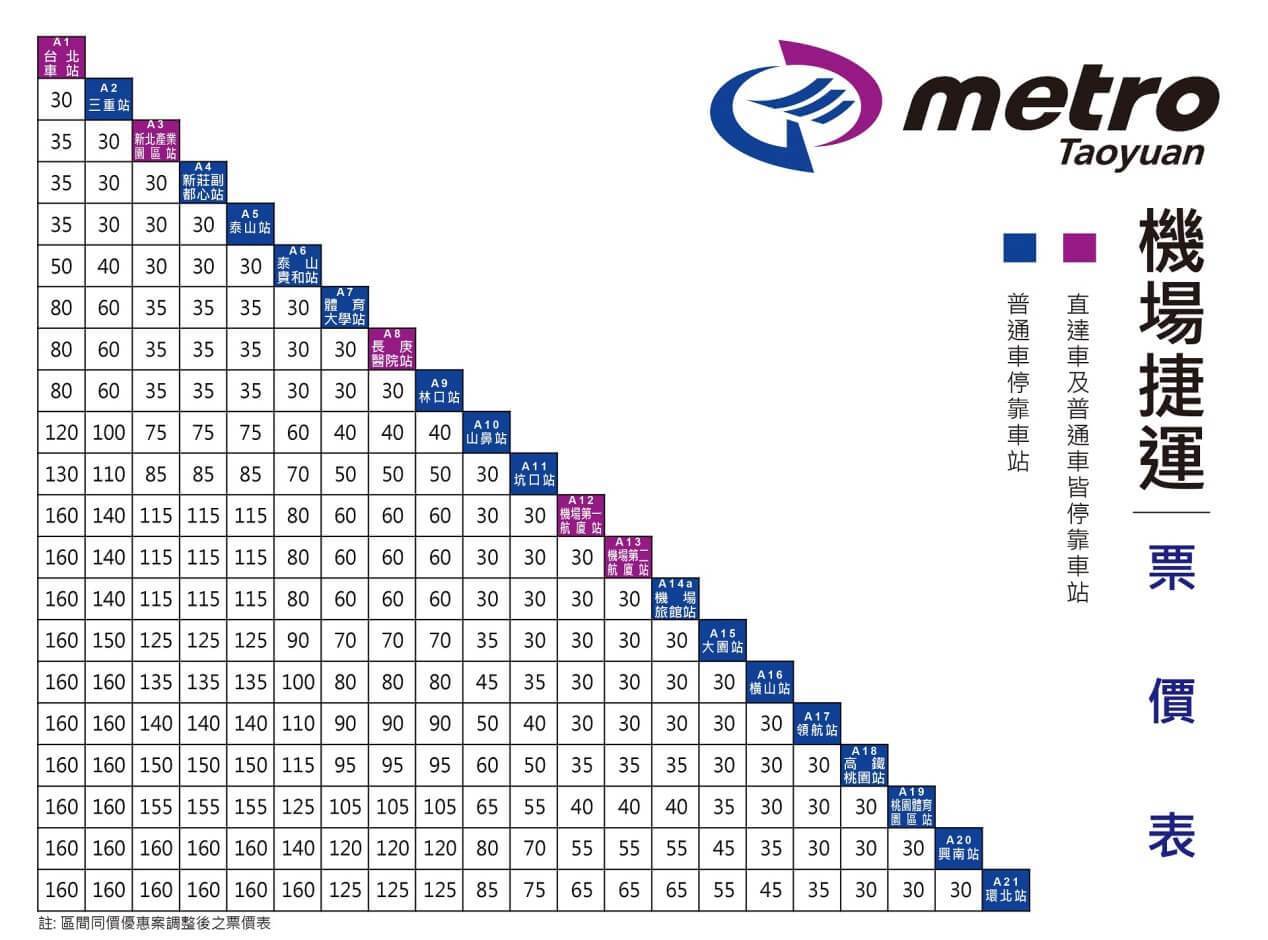 metro
Taoyuan
機場捷運
票價表
直達車及普通車皆停靠車站
普通車停靠車站
A1
台北
車站
30 A2
三重站
35 30 A3
新北產業
園區站
35 30 30 A4
新莊副
都心站
35 30 30 30 A5
泰山站
50 40 30 30 30 A6
泰山
貴和站
80 60 35 35 35 30 A7
體育
大學站
80 60 35 35 35 30 30 A8
長庚
醫院站
80 60 35 35 35 30 30 30 A9
林口站
120 100 75 75 75 60 40 40 40 A10
山鼻站
130 110 85 85 85 70 50 50 50 30 A11
坑口站
160 140 115 115 115 80 60 60 60 30 30 A12
機場第一
航廈站
160 140 115 115 115 80 60 60 60 30 30 30 A13
機場第二
航廈站
160 140 115 115 115 80 60 60 60 30 30 30 30 A14a
機場
旅館站
160 150 125 125 125 90 70 70 70 35 30 30 30 30 A15
大園站
160 160 135 135 135 100 80 80 80 45 35 30 30 30 30 A16
橫山站
160 160 140 140 140 110 90 90 90 50 40 30 30 30 30 30 A17
領航站
160 160 150 150 150 115 95 95 95 60 50 35 35 35 30 30 30 A18
高鐵
桃園站
160 160 155 155 155 125 105 105 105 65 55 40 40 40 35 30 30 30 A19
桃園體育
園區站
160 160 160 160 160 140 120 120 120 80 70 55 55 55 45 35 30 30 30 A20
興南站
160 160 160 160 160 160 125 125 125 85 75 65 65 65 55 45 35 30 30 30 A21
環北站
註: 區間同價優惠案調整後之票價表